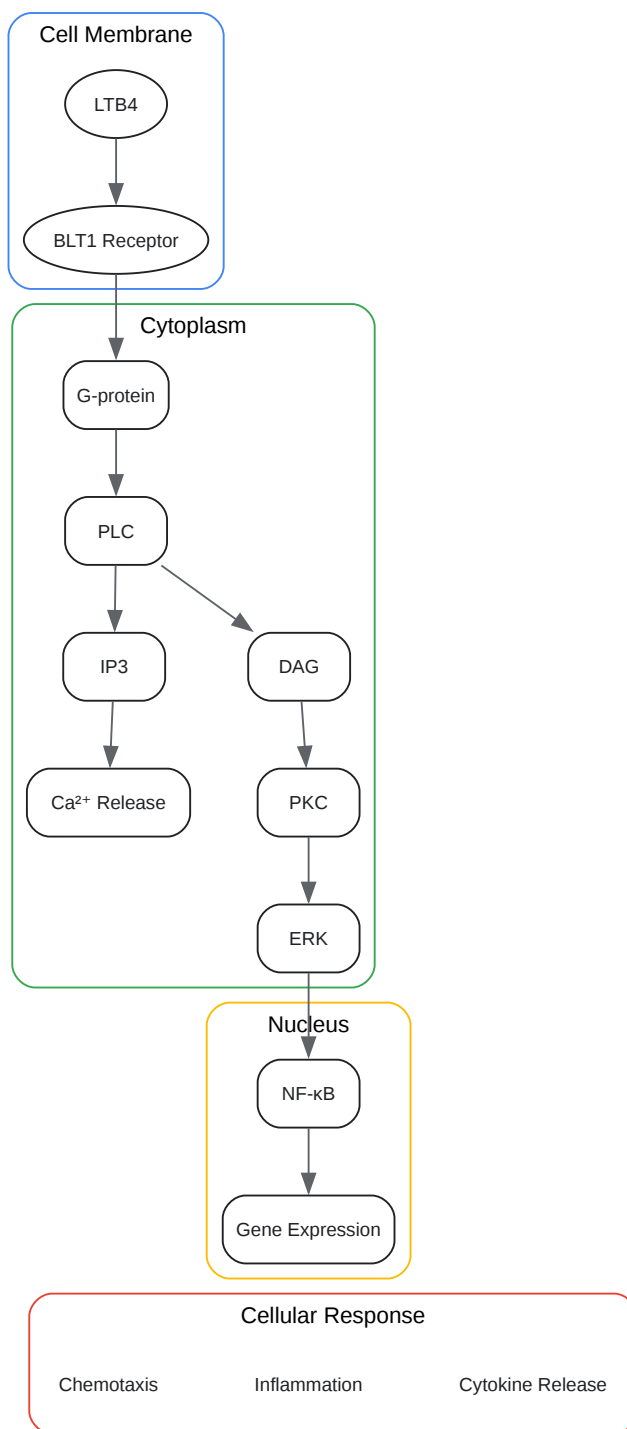 Cell Membrane
LTB4
BLT1 Receptor
Cytoplasm
G-protein
PLC
IP3
DAG
Ca²⁺ Release
PKC
ERK
Nucleus
NF-κB
Gene Expression
Cellular Response
Chemotaxis
Inflammation
Cytokine Release